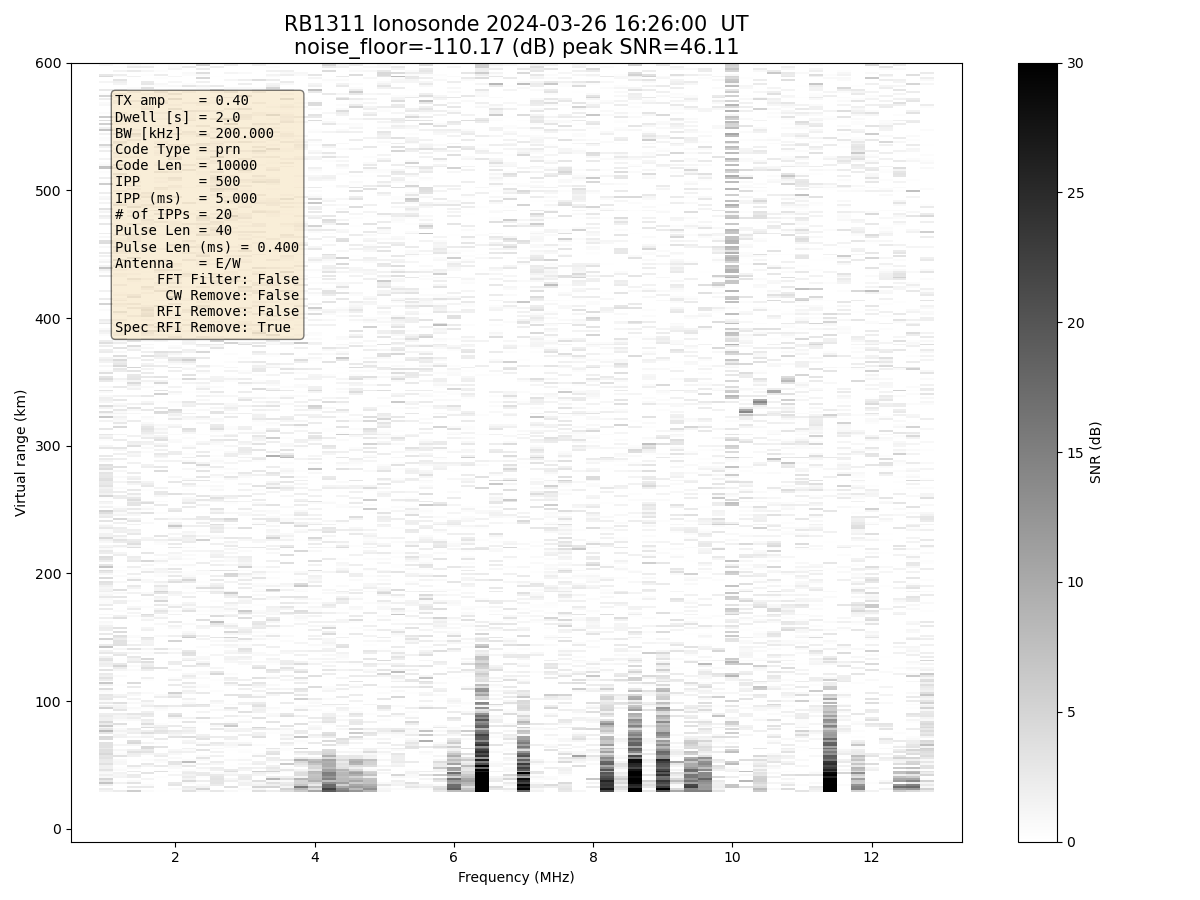 RB1311 Ionosonde 2024-03-26 16:26:00  UT
noise_floor=-110.17 (dB) peak SNR=46.11
TX amp    = 0.40
Dwell [s] = 2.0
BW [kHz]  = 200.000
Code Type = prn
Code Len  = 10000
IPP       = 500
IPP (ms)  = 5.000
# of IPPs = 20
Pulse Len = 40
Pulse Len (ms) = 0.400
Antenna   = E/W
FFT Filter: False
CW Remove: False
RFI Remove: False
Spec RFI Remove: True
Virtual range (km)
600
500
400
300
200
100
0
2 4 6 8 10 12
Frequency (MHz)
30
25
20
15
10
5
0
SNR (dB)